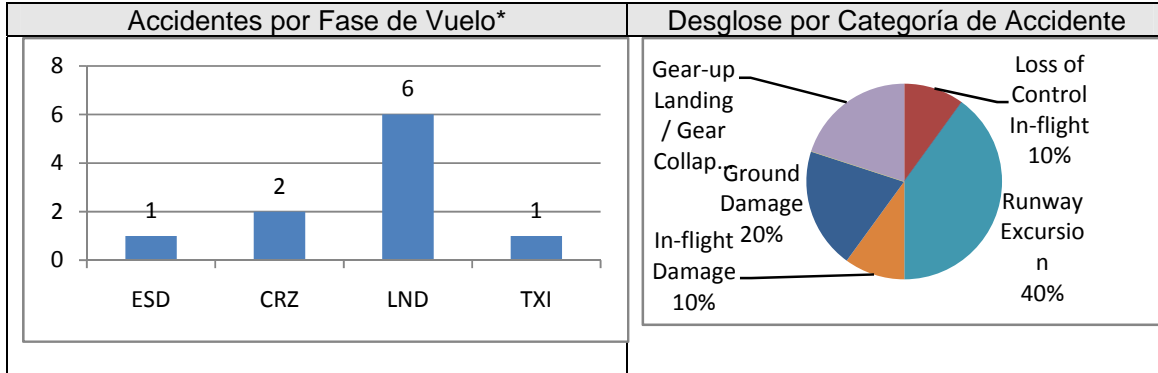 Accidentes por Fase de Vuelo*
8
6
4
2
0
1
2
6
1
ESD
CRZ
LND
TXI
Desglose por Categoría de Accidente
Gear-up
Landing
/ Gear
Collap...
Ground
Damage
20%
In-flight
Damage
10%
Loss of
Control
In-flight
10%
Runway
Excursio
n
40%